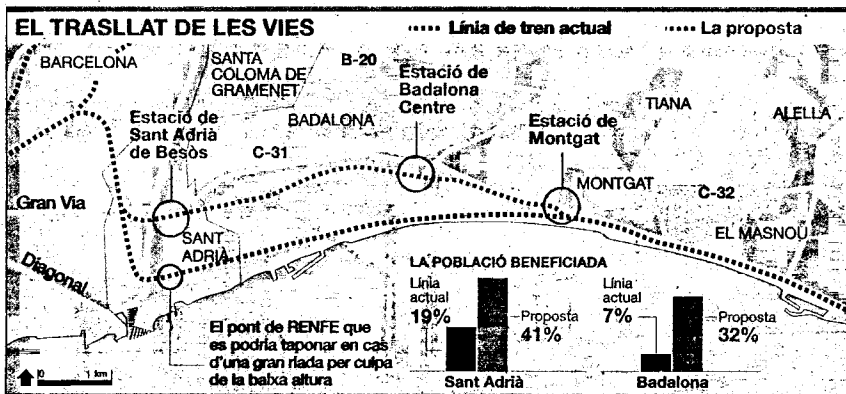 EL TRASLLAT DE LES VIES
Línia de tren actual
La proposta
BARCELONA
SANTA
COLOMA DE
GRAMENET
B-20
Estació de
Badalona
Centre
TIANA
ALELLA
Estació de
Sant Adrià
de Besòs
BADALONA
Estació de
Montgat
C-31
MONTGAT
C-32
Gran Via
SANT
ADRIÀ
EL MASNOU
Diagonal
LA POBLACIÓ BENEFICIADA
Línia
actual
19%
Proposta
41%
Sant Adrià
Línia
actual
7%
Proposta
32%
Badalona
El pont de RENFE que
es podria taponar en cas
d'una gran riada per culpa
de la baixa altura
0 1 km